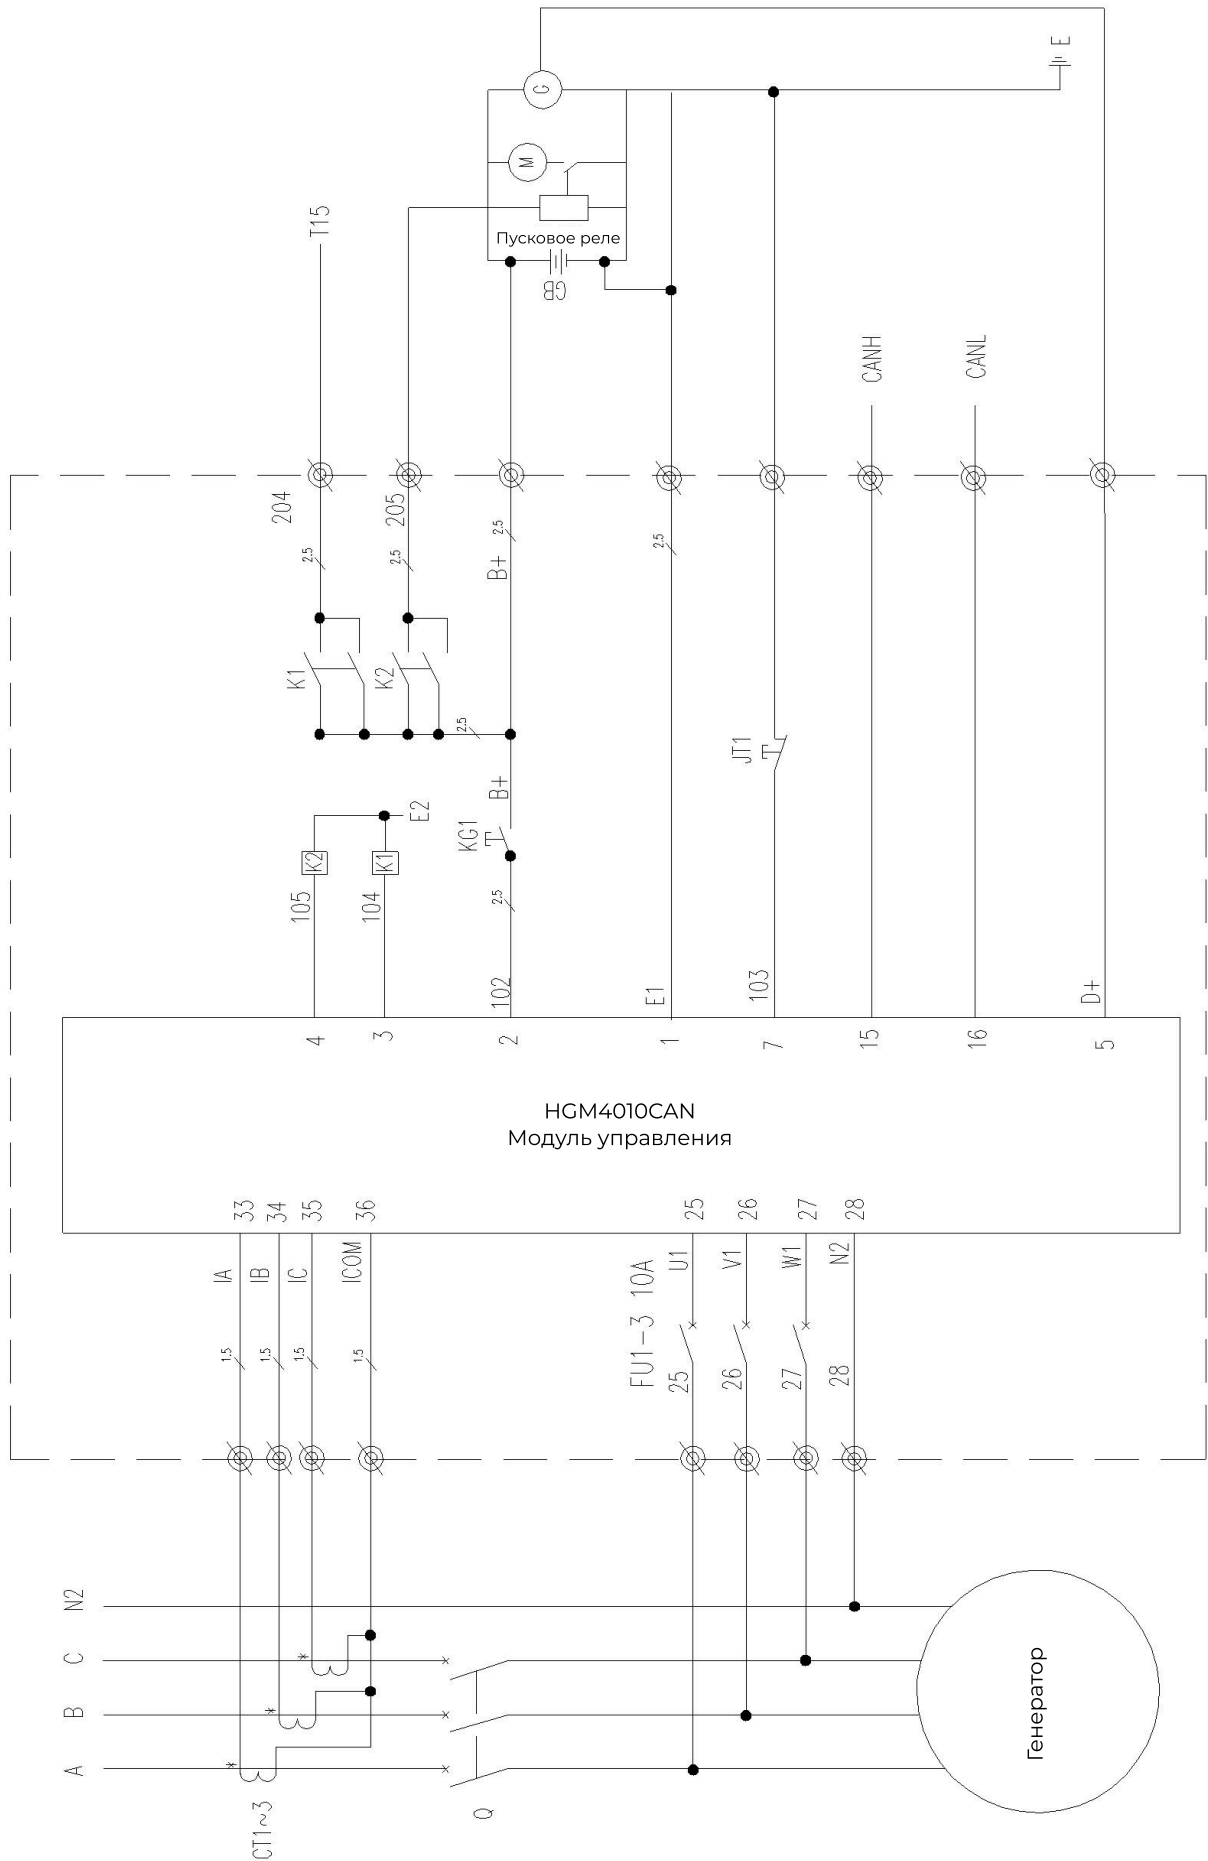 E
G
M
T15
Пусковое реле
GB
CANH
CANL
204
205
2.5
2.5
2.5
B+
2.5
K1
K2
2.5
JT1
B+
E2
KG1
K2
K1
105
104
2.5
102
E1
103
D+
4
3
2
1
7
15
16
5
HGM4010CAN
Модуль управления
33
34
35
36
25
26
27
28
IA
IB
IC
ICOM
U1
V1
W1
N2
FU1-3 10A
1.5
1.5
1.5
1.5
25
26
27
28
N2
C
B
A
Генератор
Q
CT1~3